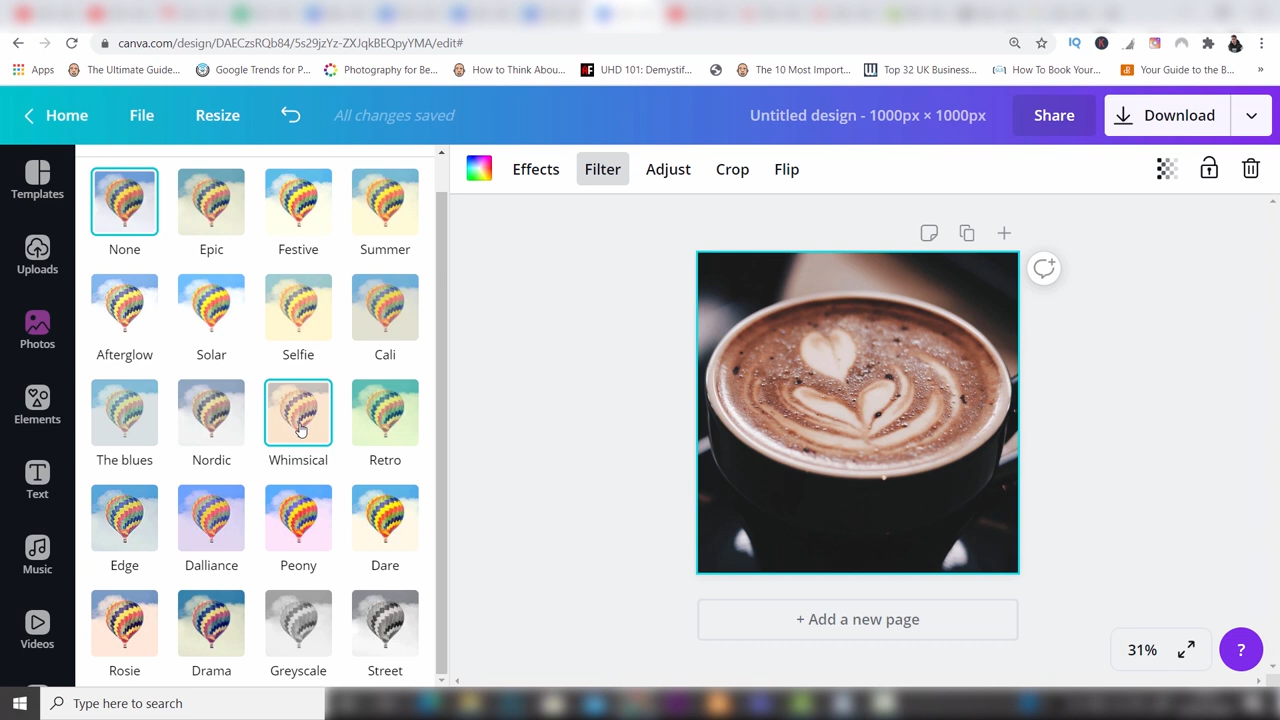 canva.com/design/DAECzsRQb84/5s29jzYz-ZXJqkBEQpyYMA/edit#
Apps The Ultimate Guide... Google Trends for P... Photography for Be... How to Think Abou... UHD 101: Demystif... The 10 Most Import... Top 32 UK Business... How To Book Your... Your Guide to the B... »
Home File Resize All changes saved Untitled design - 1000px × 1000px Share Download
Effects Filter Adjust Crop Flip
Templates
Uploads
Photos
Elements
Text
Music
Videos
None Epic Festive Summer
Afterglow Solar Selfie Cali
The blues Nordic Whimsical Retro
Edge Dalliance Peony Dare
Rosie Drama Greyscale Street
+ Add a new page
31% ?
Type here to search